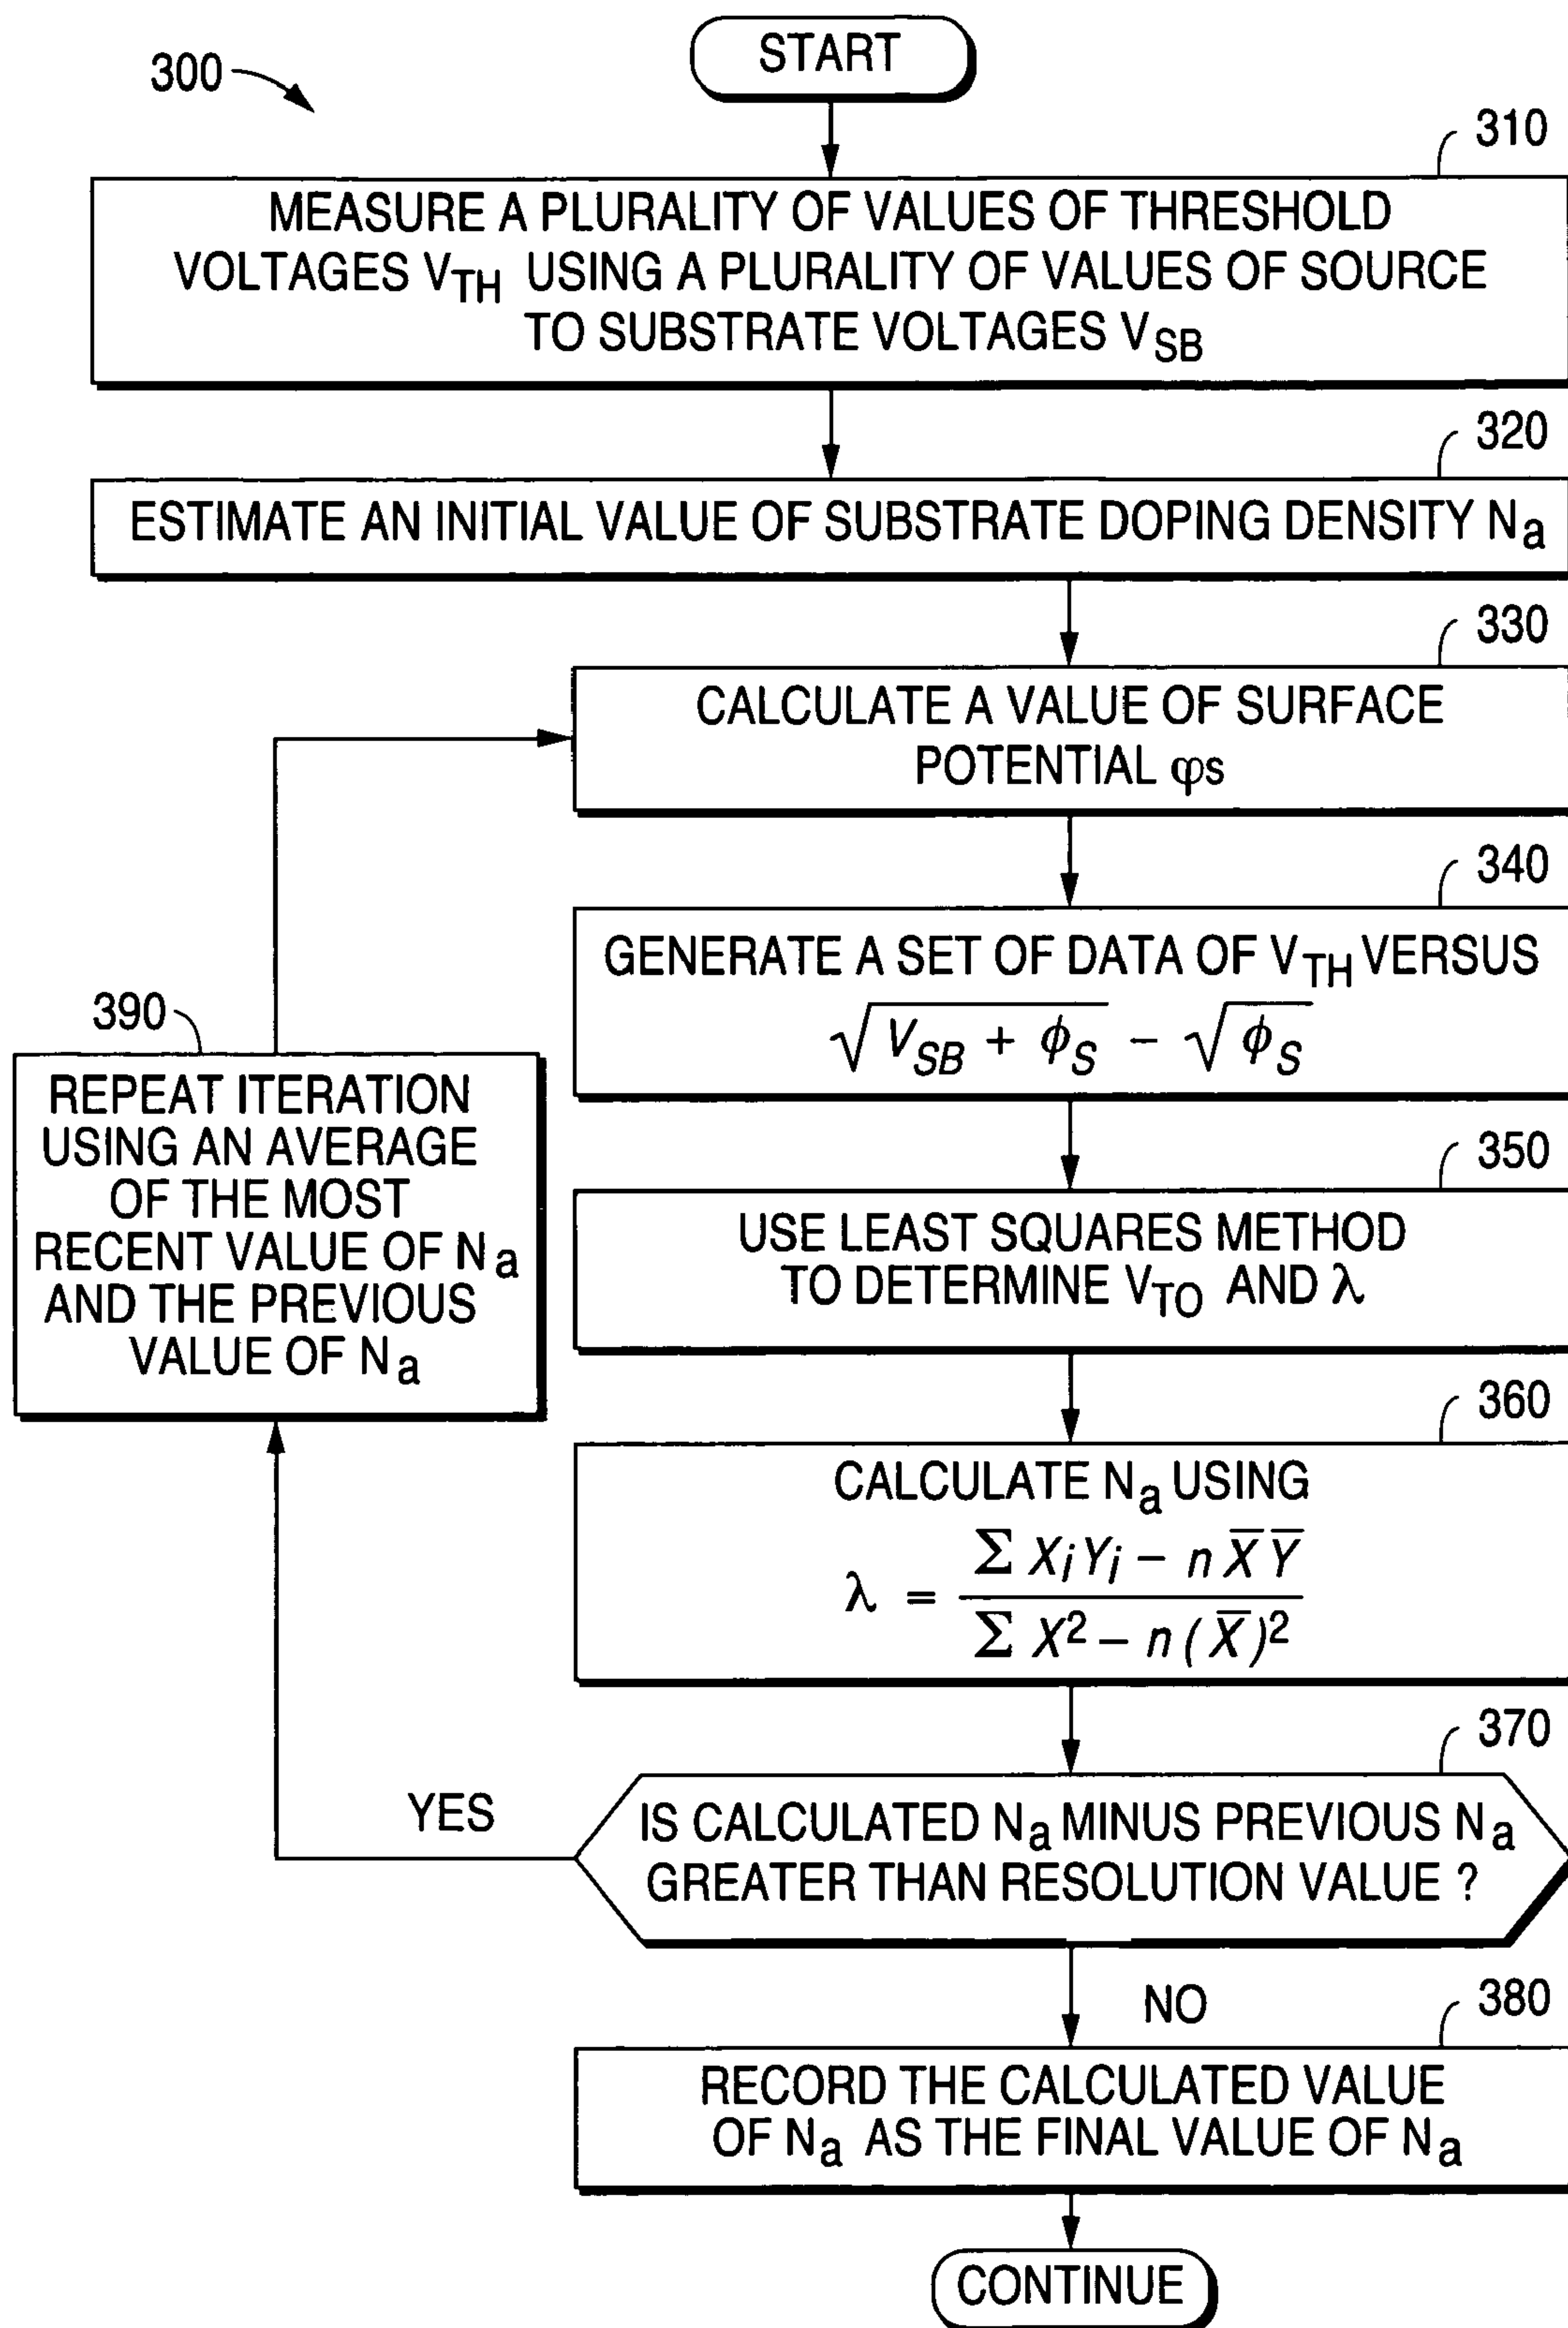 300
START
310
MEASURE A PLURALITY OF VALUES OF THRESHOLD
VOLTAGES V_TH USING A PLURALITY OF VALUES OF SOURCE
TO SUBSTRATE VOLTAGES V_SB
320
ESTIMATE AN INITIAL VALUE OF SUBSTRATE DOPING DENSITY N_a
330
CALCULATE A VALUE OF SURFACE
POTENTIAL φs
340
GENERATE A SET OF DATA OF V_TH VERSUS
√(V_SB + ϕ_S) − √(ϕ_S)
350
USE LEAST SQUARES METHOD
TO DETERMINE V_TO AND λ
360
CALCULATE N_a USING
λ = (Σ X_i Y_i − n X̅ Y̅) / (Σ X² − n (X̅)²)
370
IS CALCULATED N_a MINUS PREVIOUS N_a
GREATER THAN RESOLUTION VALUE ?
YES
390
REPEAT ITERATION
USING AN AVERAGE
OF THE MOST
RECENT VALUE OF N_a
AND THE PREVIOUS
VALUE OF N_a
NO
380
RECORD THE CALCULATED VALUE
OF N_a AS THE FINAL VALUE OF N_a
CONTINUE